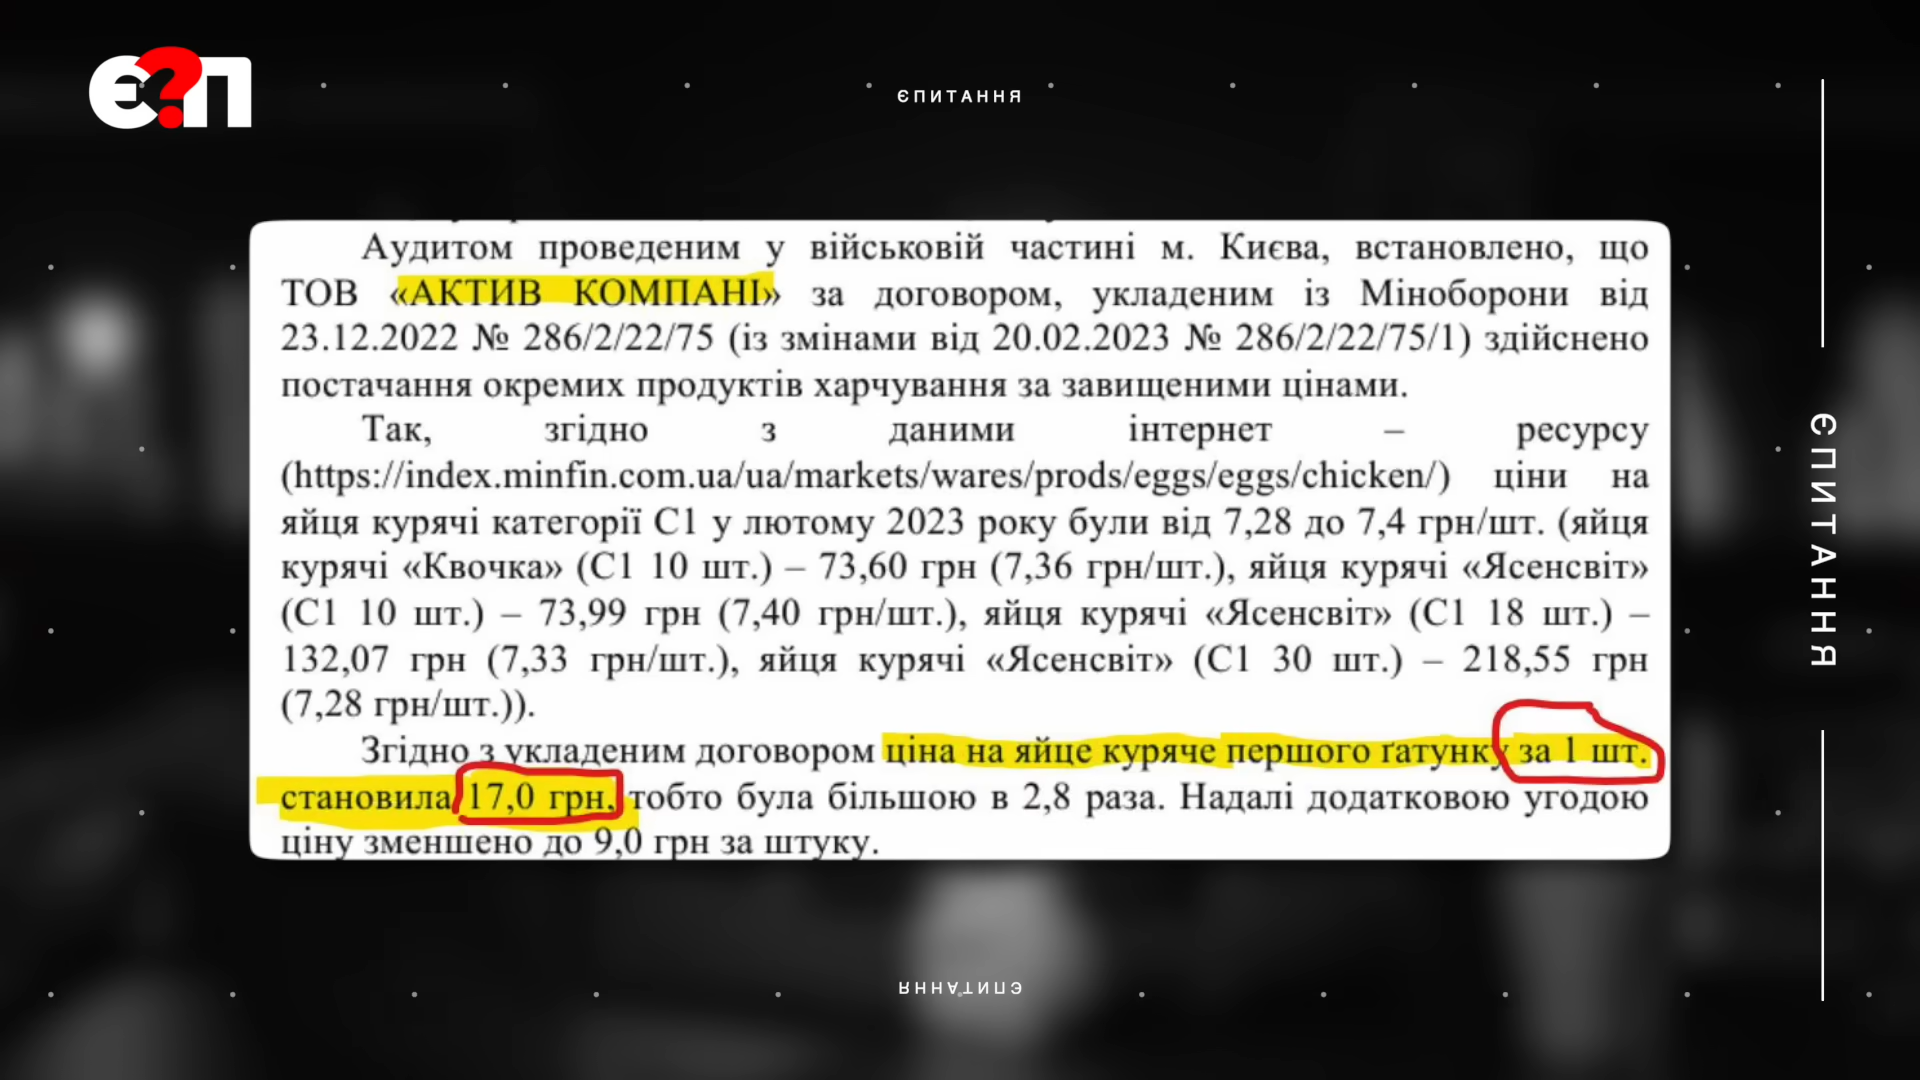 Є?П
ЄПИТАННЯ
Аудитом проведеним у військовій частині м. Києва, встановлено, що
ТОВ «АКТИВ КОМПАНІ» за договором, укладеним із Міноборони від
23.12.2022 № 286/2/22/75 (із змінами від 20.02.2023 № 286/2/22/75/1) здійснено
постачання окремих продуктів харчування за завищеними цінами.
Так, згідно з даними інтернет – ресурсу
(https://index.minfin.com.ua/ua/markets/wares/prods/eggs/eggs/chicken/) ціни на
яйця курячі категорії С1 у лютому 2023 року були від 7,28 до 7,4 грн/шт. (яйця
курячі «Квочка» (С1 10 шт.) – 73,60 грн (7,36 грн/шт.), яйця курячі «Ясенсвіт»
(С1 10 шт.) – 73,99 грн (7,40 грн/шт.), яйця курячі «Ясенсвіт» (С1 18 шт.) –
132,07 грн (7,33 грн/шт.), яйця курячі «Ясенсвіт» (С1 30 шт.) – 218,55 грн
(7,28 грн/шт.)).
Згідно з укладеним договором ціна на яйце куряче першого ґатунку за 1 шт.
становила 17,0 грн, тобто була більшою в 2,8 раза. Надалі додатковою угодою
ціну зменшено до 9,0 грн за штуку.
ЄПИТАННЯ
ЄПИТАННЯ